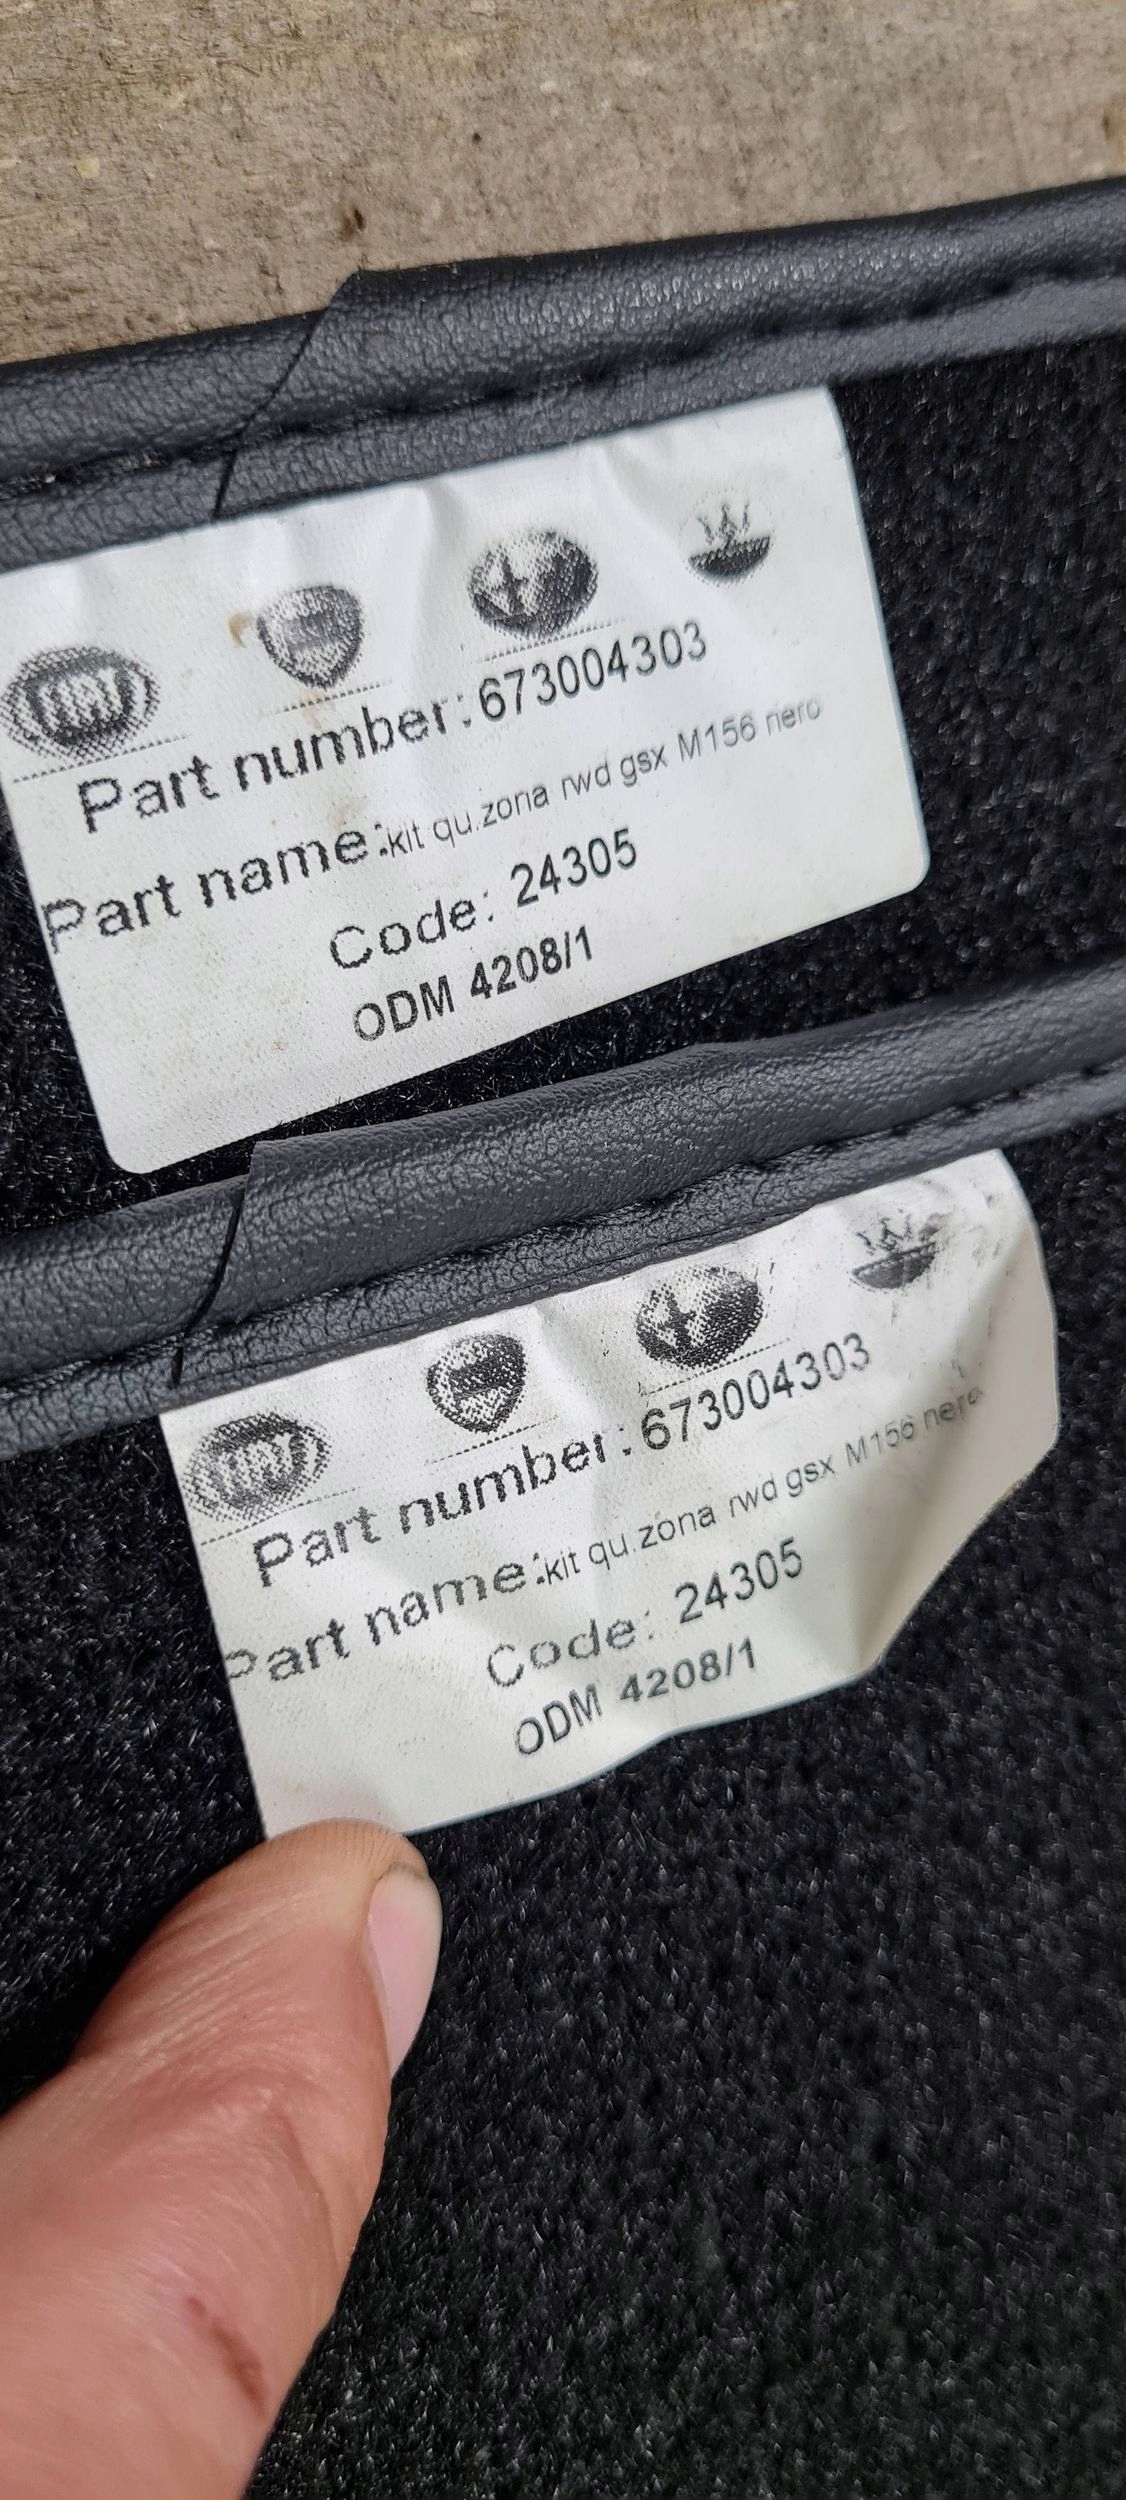 Part number:673004303
Part name:kit qu.zona rwd gsx M156 nero
Code: 24305
ODM 4208/1
Part number:673004303
Part name:kit qu.zona rwd gsx M156 nero
Code: 24305
ODM 4208/1